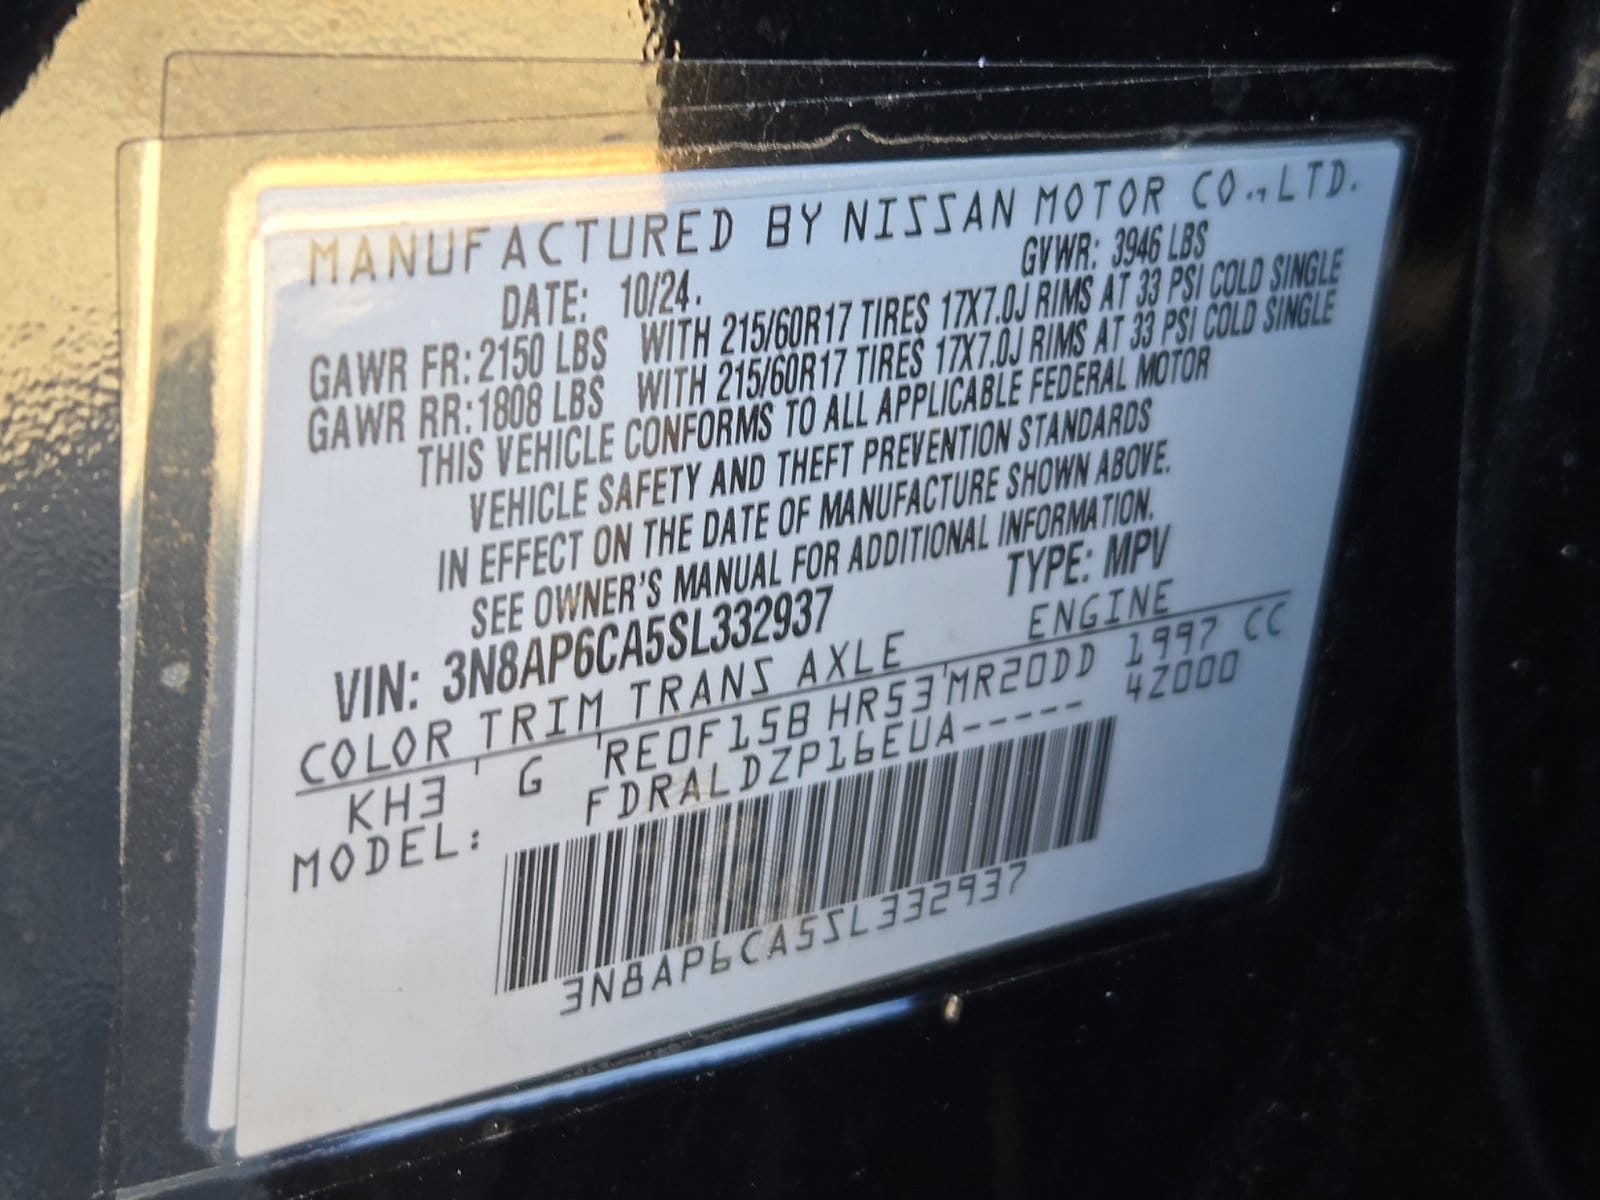 MANUFACTURED BY NISSAN MOTOR CO.,LTD.
DATE: 10/24. GVWR: 3946 LBS
GAWR FR:2150 LBS WITH 215/60R17 TIRES 17X7.0J RIMS AT 33 PSI COLD SINGLE
GAWR RR:1808 LBS WITH 215/60R17 TIRES 17X7.0J RIMS AT 33 PSI COLD SINGLE
THIS VEHICLE CONFORMS TO ALL APPLICABLE FEDERAL MOTOR
VEHICLE SAFETY AND THEFT PREVENTION STANDARDS
IN EFFECT ON THE DATE OF MANUFACTURE SHOWN ABOVE.
SEE OWNER'S MANUAL FOR ADDITIONAL INFORMATION.
VIN: 3N8AP6CA5SL332937 TYPE: MPV
COLOR TRIM TRANS AXLE ENGINE
KH3 G RE0F15B HR53 MR20DD 1997 CC
MODEL: FDRALDZP16EUA----- 4Z000
3N8AP6CA5SL332937